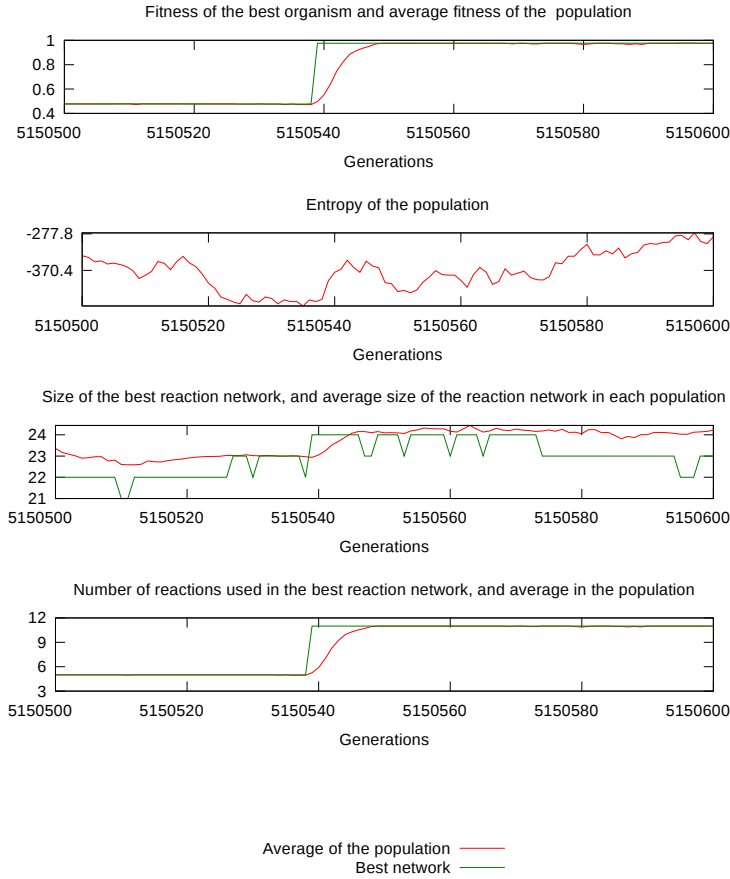 Fitness of the best organism and average fitness of the  population
1
0.8
0.6
0.4
5150500 5150520 5150540 5150560 5150580 5150600
Generations
Entropy of the population
-277.8
-370.4
5150500 5150520 5150540 5150560 5150580 5150600
Generations
Size of the best reaction network, and average size of the reaction network in each population
24
23
22
21
5150500 5150520 5150540 5150560 5150580 5150600
Generations
Number of reactions used in the best reaction network, and average in the population
12
9
6
3
5150500 5150520 5150540 5150560 5150580 5150600
Generations
Average of the population
Best network